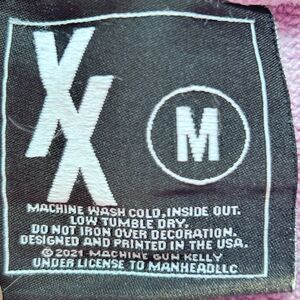 XX
M
MACHINE WASH COLD, INSIDE OUT.
LOW TUMBLE DRY,
DO NOT IRON OVER DECORATION.
DESIGNED AND PRINTED IN THE USA.
© 2021 MACHINE GUN KELLY
UNDER LICENSE TO MANHEADLLC